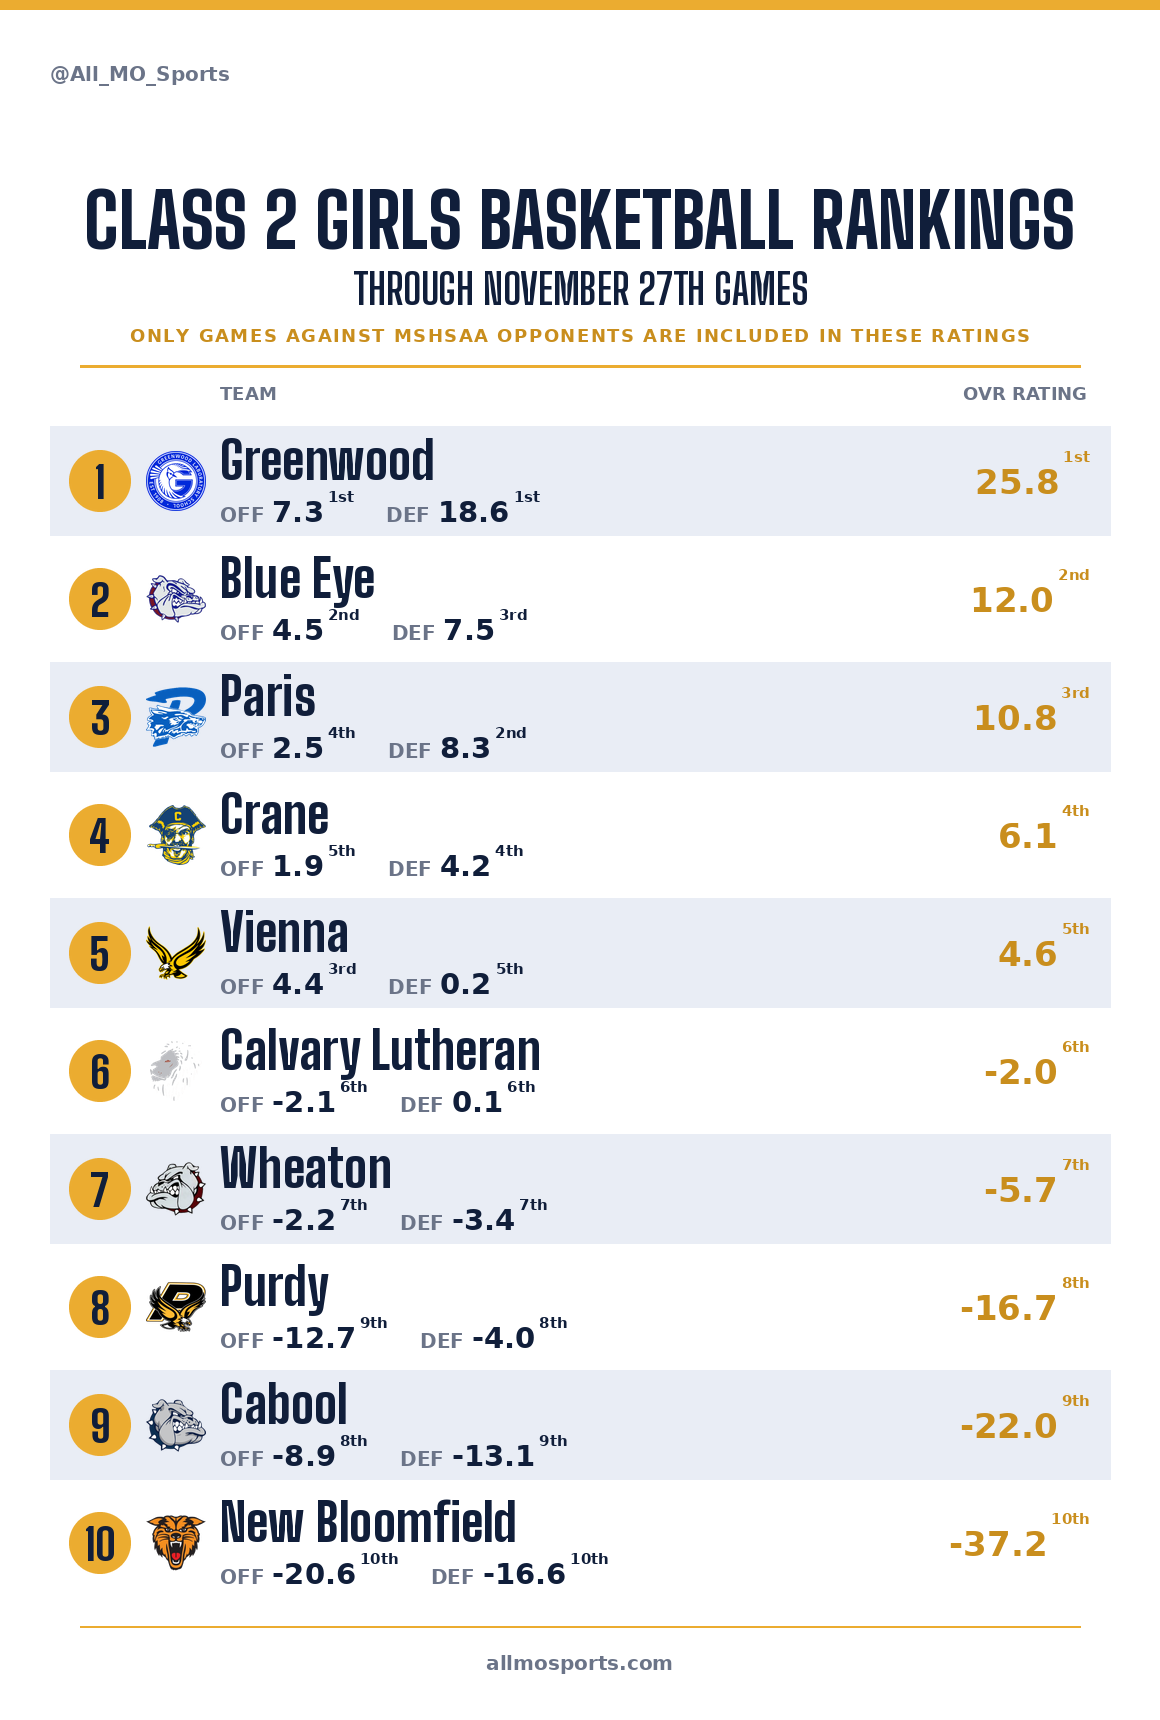 @All_MO_Sports
CLASS 2 GIRLS BASKETBALL RANKINGS
THROUGH NOVEMBER 27TH GAMES
ONLY GAMES AGAINST MSHSAA OPPONENTS ARE INCLUDED IN THESE RATINGS
TEAM OVR RATING
1 Greenwood 25.8 1st
OFF 7.3 1st DEF 18.6 1st
2 Blue Eye 12.0 2nd
OFF 4.5 2nd DEF 7.5 3rd
3 Paris 10.8 3rd
OFF 2.5 4th DEF 8.3 2nd
4 Crane 6.1 4th
OFF 1.9 5th DEF 4.2 4th
5 Vienna 4.6 5th
OFF 4.4 3rd DEF 0.2 5th
6 Calvary Lutheran -2.0 6th
OFF -2.1 6th DEF 0.1 6th
7 Wheaton -5.7 7th
OFF -2.2 7th DEF -3.4 7th
8 Purdy -16.7 8th
OFF -12.7 9th DEF -4.0 8th
9 Cabool -22.0 9th
OFF -8.9 8th DEF -13.1 9th
10 New Bloomfield -37.2 10th
OFF -20.6 10th DEF -16.6 10th
allmosports.com